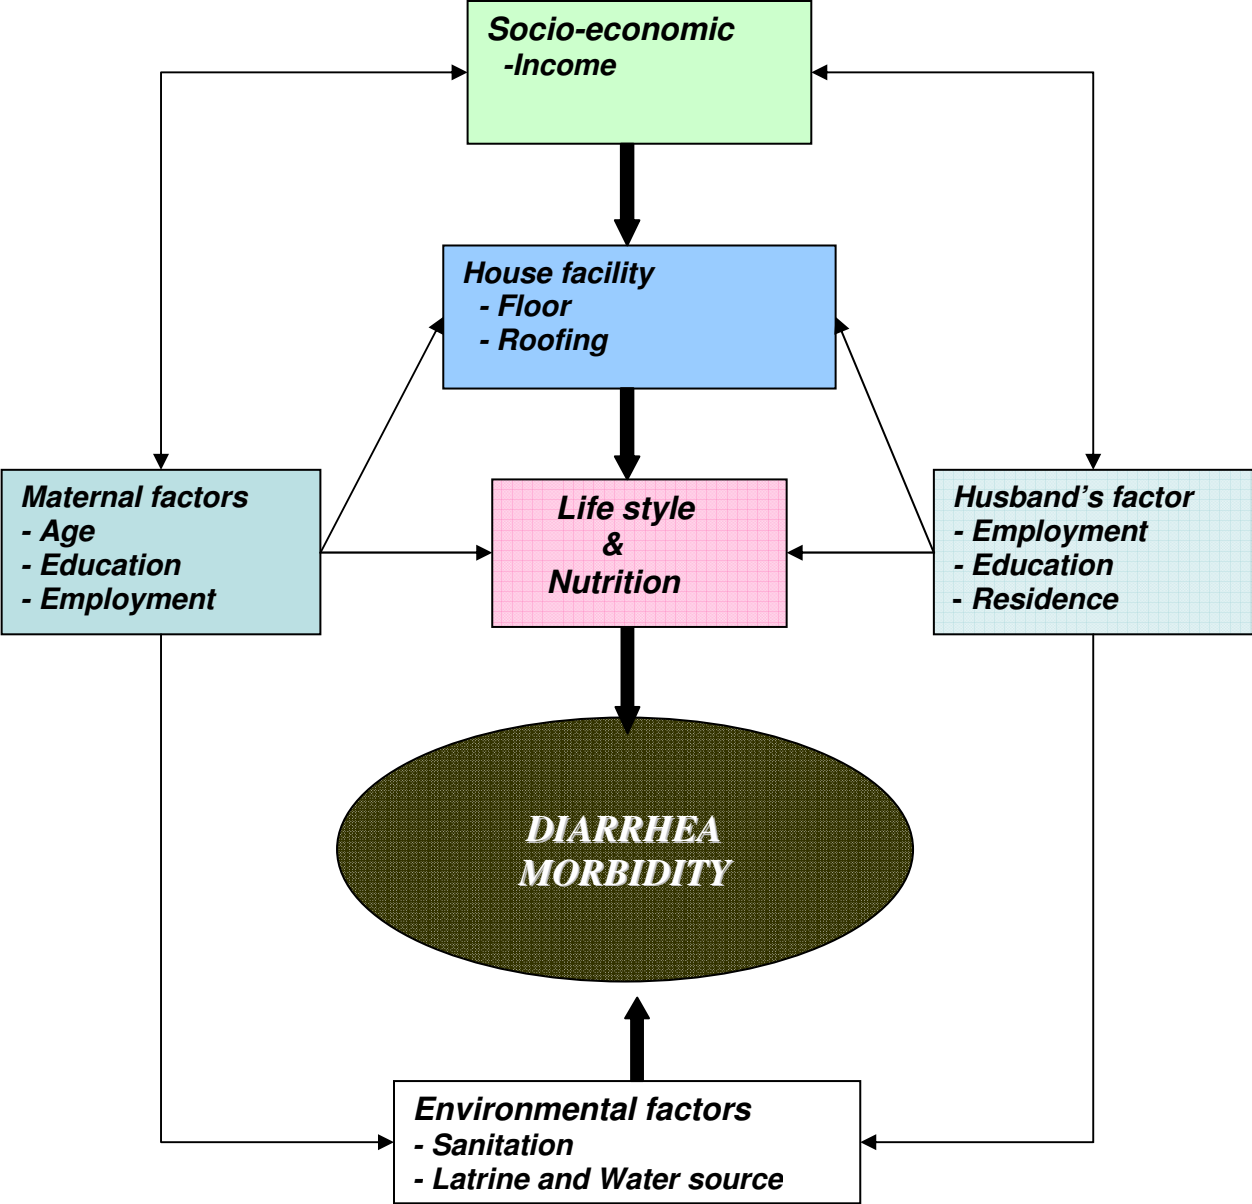 Socio-economic
-Income
House facility
- Floor
- Roofing
Maternal factors
- Age
- Education
- Employment
Life style
&
Nutrition
Husband’s factor
- Employment
- Education
- Residence
DIARRHEA
MORBIDITY
Environmental factors
- Sanitation
- Latrine and Water source